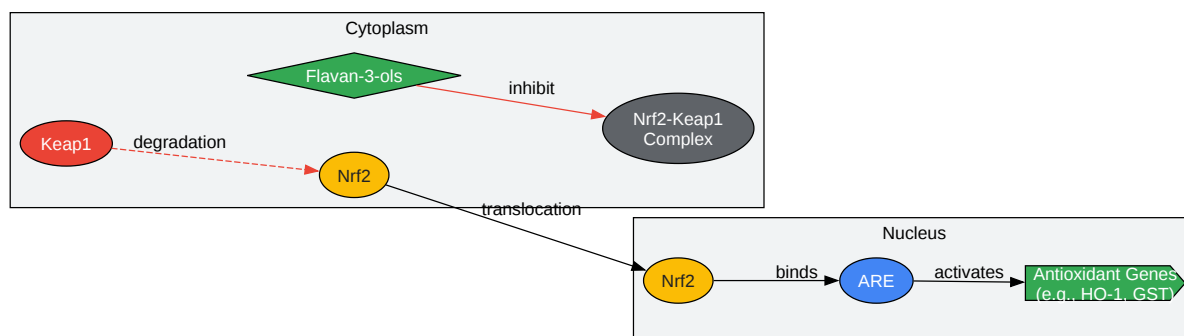 Cytoplasm
Flavan-3-ols
inhibit
Nrf2-Keap1
Complex
Keap1
degradation
Nrf2
translocation
Nucleus
Nrf2
binds
ARE
activates
Antioxidant Genes
(e.g., HO-1, GST)